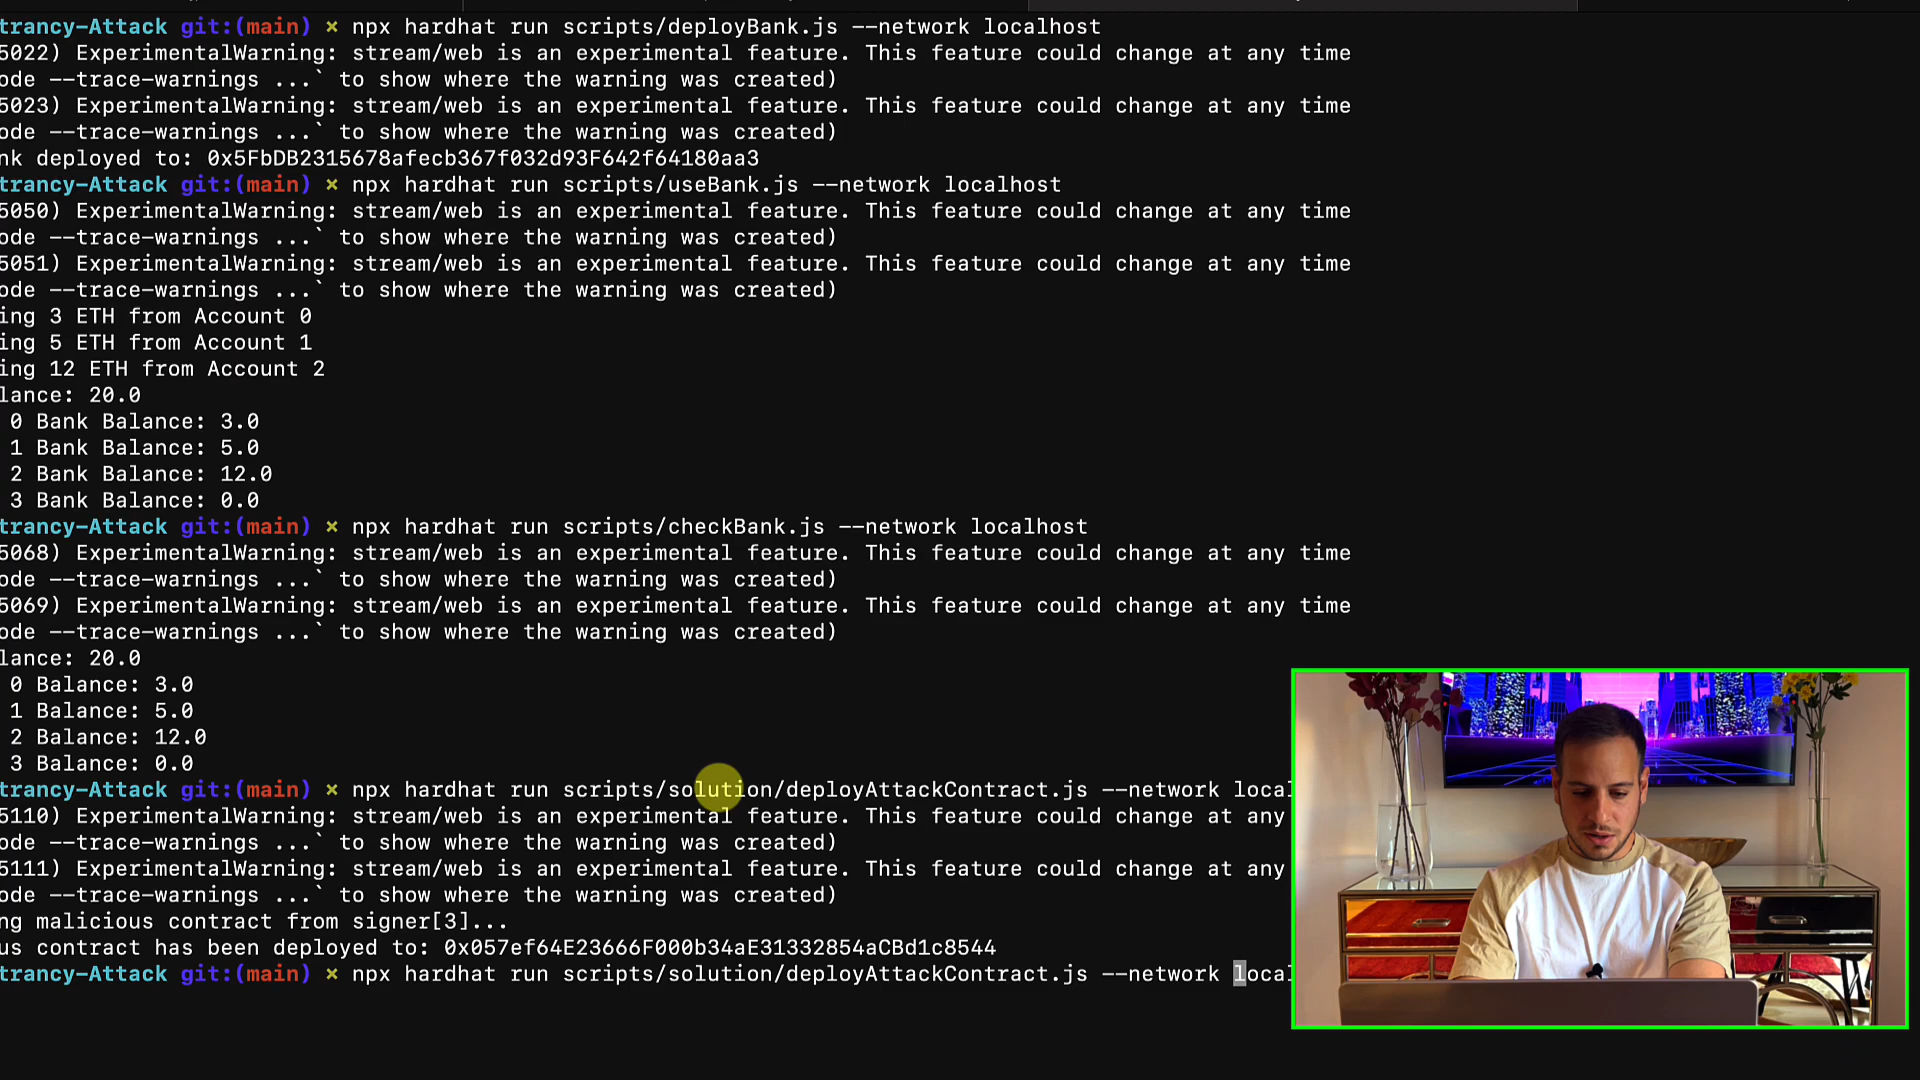 trancy-Attack git:(main) × npx hardhat run scripts/deployBank.js --network localhost
5022) ExperimentalWarning: stream/web is an experimental feature. This feature could change at any time
ode --trace-warnings ...` to show where the warning was created)
5023) ExperimentalWarning: stream/web is an experimental feature. This feature could change at any time
ode --trace-warnings ...` to show where the warning was created)
nk deployed to: 0x5FbDB2315678afecb367f032d93F642f64180aa3
trancy-Attack git:(main) × npx hardhat run scripts/useBank.js --network localhost
5050) ExperimentalWarning: stream/web is an experimental feature. This feature could change at any time
ode --trace-warnings ...` to show where the warning was created)
5051) ExperimentalWarning: stream/web is an experimental feature. This feature could change at any time
ode --trace-warnings ...` to show where the warning was created)
ing 3 ETH from Account 0
ing 5 ETH from Account 1
ing 12 ETH from Account 2
lance: 20.0
0 Bank Balance: 3.0
1 Bank Balance: 5.0
2 Bank Balance: 12.0
3 Bank Balance: 0.0
trancy-Attack git:(main) × npx hardhat run scripts/checkBank.js --network localhost
5068) ExperimentalWarning: stream/web is an experimental feature. This feature could change at any time
ode --trace-warnings ...` to show where the warning was created)
5069) ExperimentalWarning: stream/web is an experimental feature. This feature could change at any time
ode --trace-warnings ...` to show where the warning was created)
lance: 20.0
0 Balance: 3.0
1 Balance: 5.0
2 Balance: 12.0
3 Balance: 0.0
trancy-Attack git:(main) × npx hardhat run scripts/solution/deployAttackContract.js --network local
5110) ExperimentalWarning: stream/web is an experimental feature. This feature could change at any
ode --trace-warnings ...` to show where the warning was created)
5111) ExperimentalWarning: stream/web is an experimental feature. This feature could change at any
ode --trace-warnings ...` to show where the warning was created)
ng malicious contract from signer[3]...
us contract has been deployed to: 0x057ef64E23666F000b34aE31332854aCBd1c8544
trancy-Attack git:(main) × npx hardhat run scripts/solution/deployAttackContract.js --network local